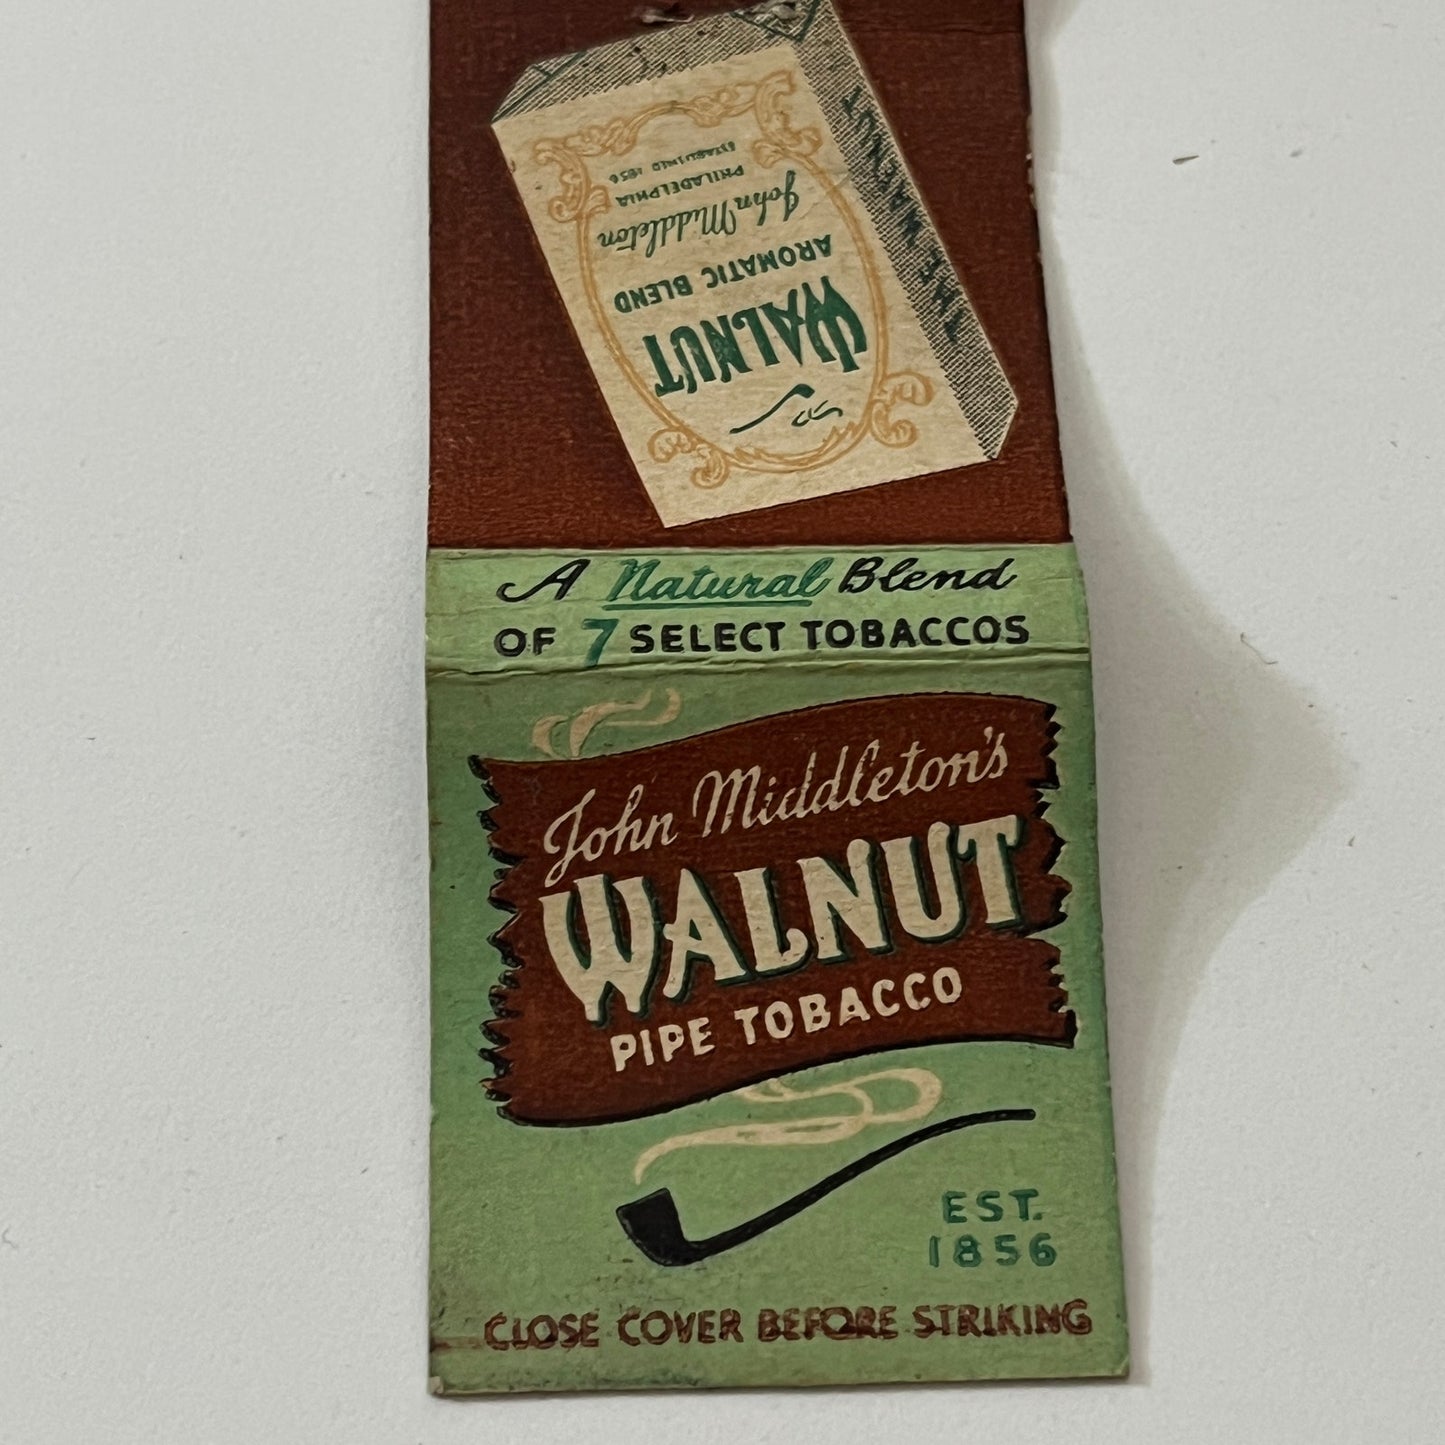 WALNUT
AROMATIC BLEND
John Middleton
PHILADELPHIA
ESTABLISHED 1856
WALNUT
A Natural Blend
OF 7 SELECT TOBACCOS
John Middleton's
WALNUT
PIPE TOBACCO
EST.
1856
CLOSE COVER BEFORE STRIKING